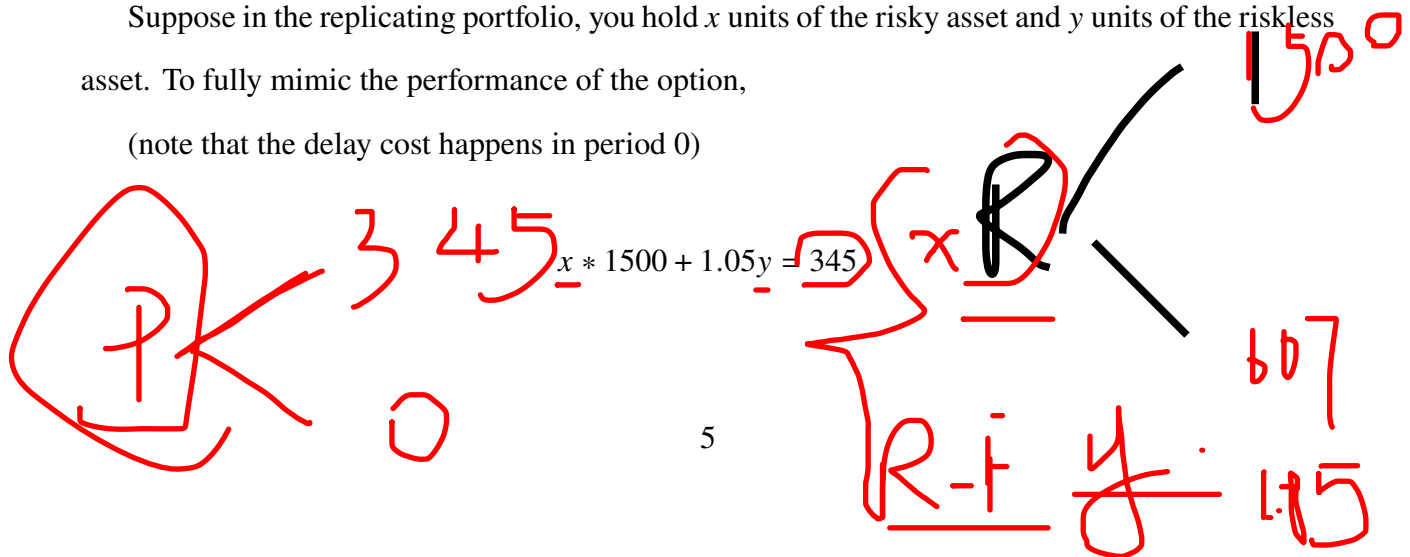 Suppose in the replicating portfolio, you hold x units of the risky asset and y units of the riskless
asset. To fully mimic the performance of the option,
(note that the delay cost happens in period 0)
1500
345
x ∗ 1500 + 1.05y = 345
x R
P
607
0
5
R-f y
1.05